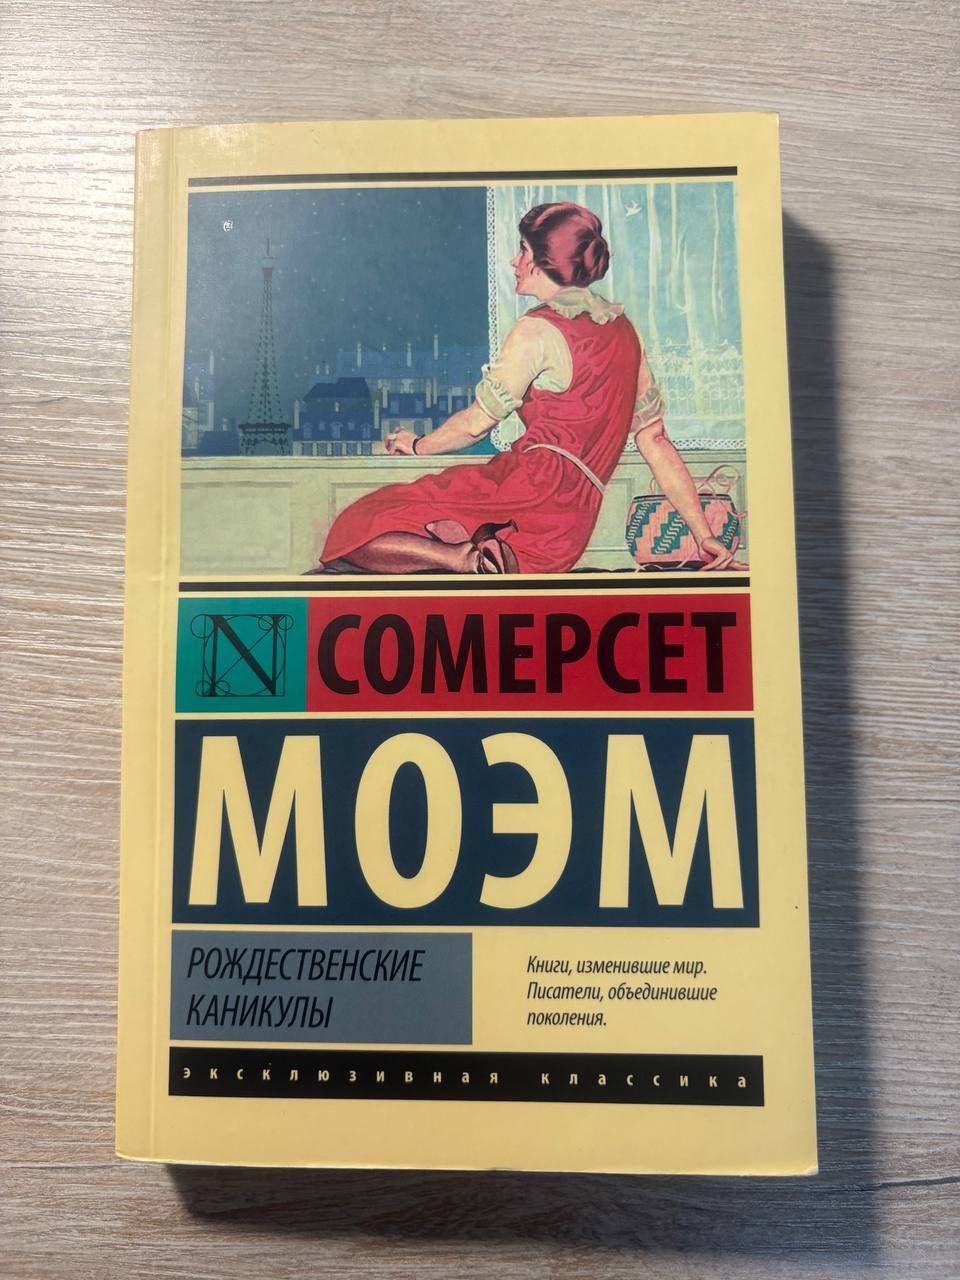 N СОМЕРСЕТ
МОЭМ
РОЖДЕСТВЕНСКИЕ
КАНИКУЛЫ
Книги, изменившие мир.
Писатели, объединившие
поколения.
эксклюзивная классика